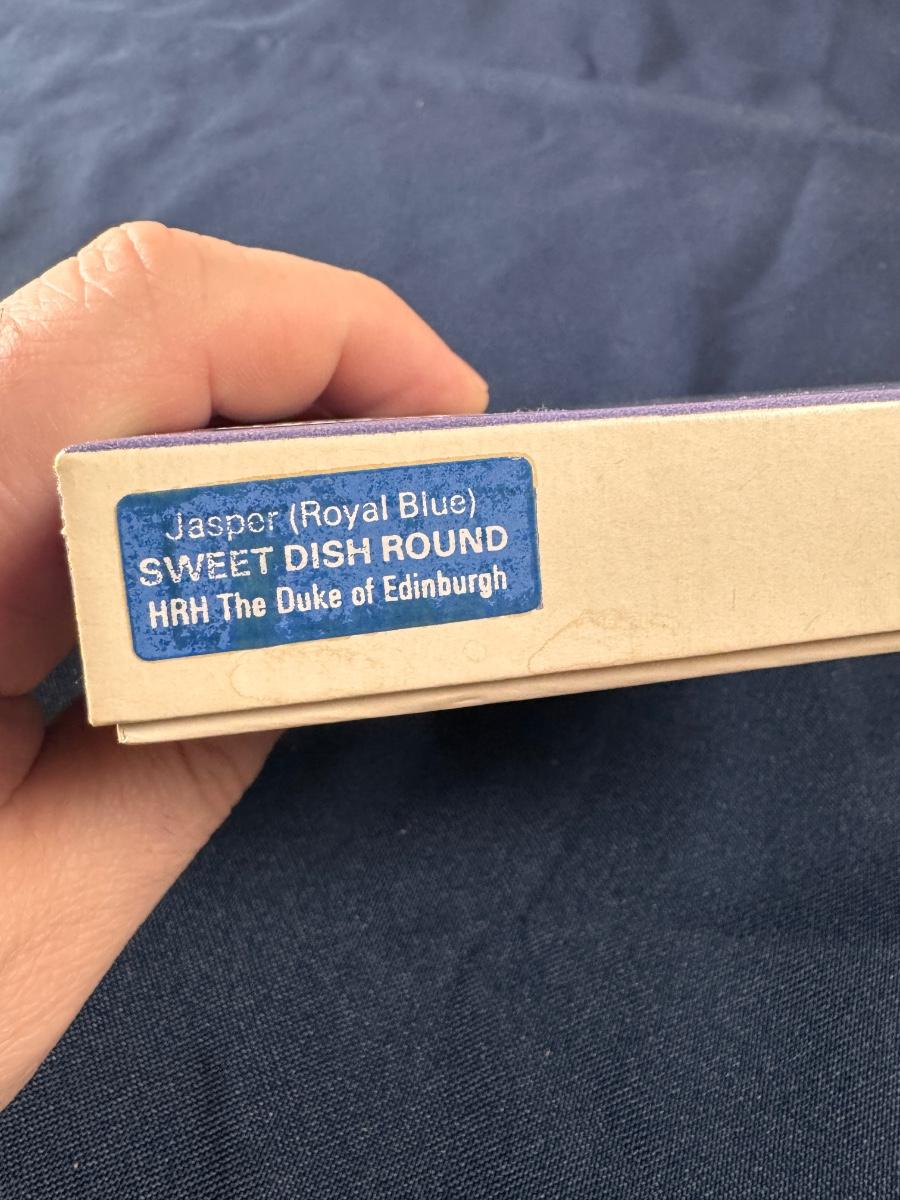 Jasper (Royal Blue)
SWEET DISH ROUND
HRH The Duke of Edinburgh